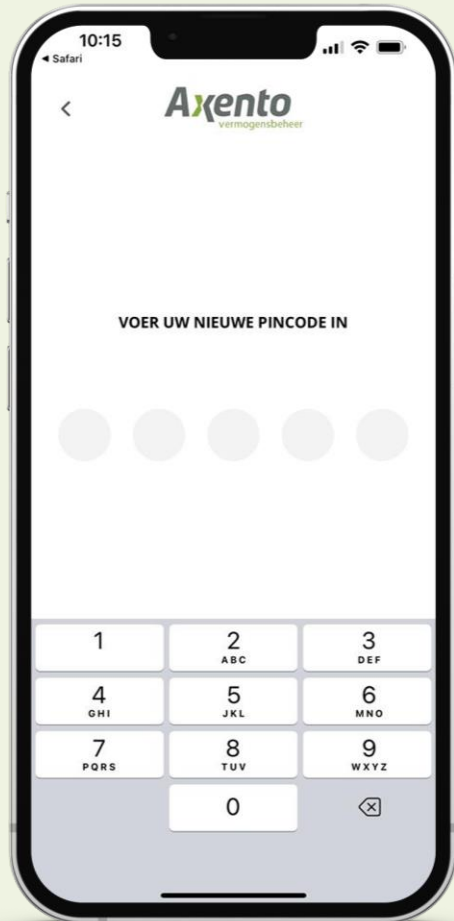 10:15
◀ Safari
Axento
vermogensbeheer
VOER UW NIEUWE PINCODE IN
1
2
ABC
3
DEF
4
GHI
5
JKL
6
MNO
7
PQRS
8
TUV
9
WXYZ
0